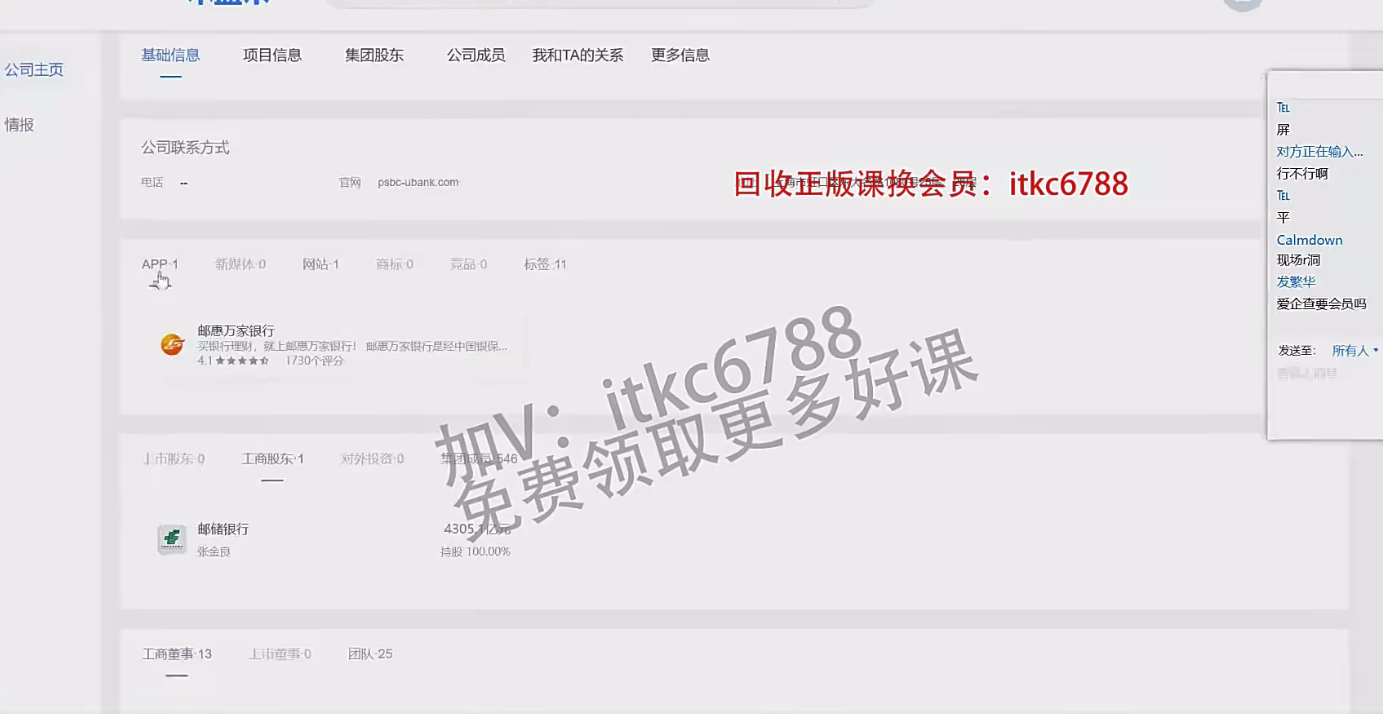 基础信息 项目信息 集团股东 公司成员 我和TA的关系 更多信息
公司主页
情报
公司联系方式
电话 -- 官网 psbc-ubank.com
回收正版课换会员：itkc6788
APP·1 新媒体·0 网站·1 商标·0 竞品·0 标签·11
邮惠万家银行
买银行理财，就上邮惠万家银行！ 邮惠万家银行是经中国银保...
4.1 ★★★★ 1730个评分
加V：itkc6788
免费领取更多好课
上市股东·0 工商股东·1 对外投资·0 集团成员·546
邮储银行 4305.1亿元
张金良 持股 100.00%
工商董事·13 上市董事·0 团队·25
TEL
屏
对方正在输入...
行不行啊
TEL
平
Calmdown
现场r洞
发繁华
爱企查要会员吗
发送至： 所有人